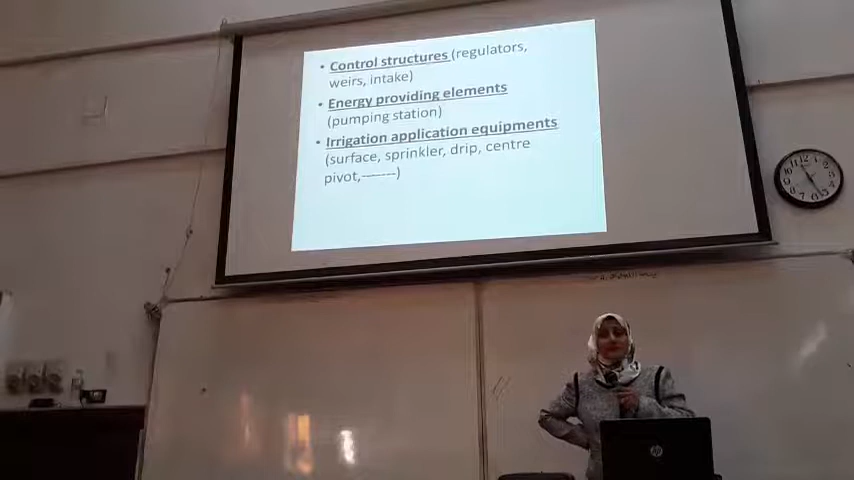 • Control structures (regulators,
weirs, intake)
• Energy providing elements
(pumping station)
• Irrigation application equipments
(surface, sprinkler, drip, centre
pivot,-------)